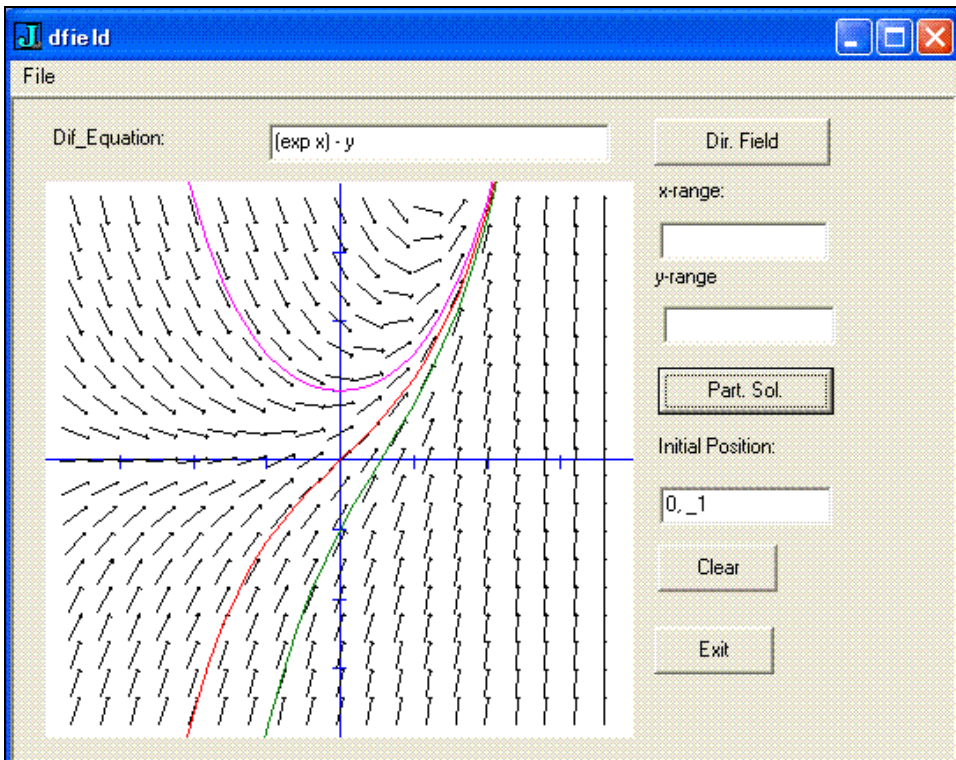 dfield
File
Dif_Equation:
(exp x) - y
Dir. Field
x-range:
y-range
Part. Sol.
Initial Position:
0, _1
Clear
Exit